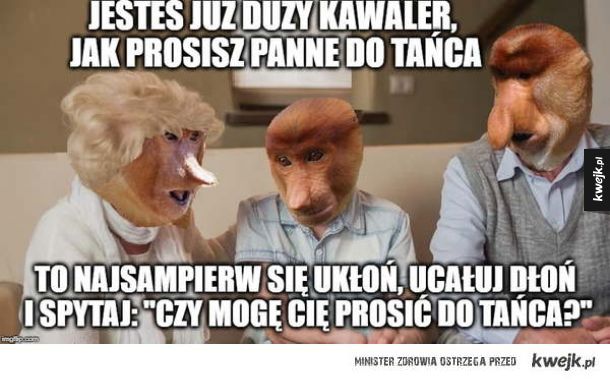 JESTEŚ JUŻ DUŻY KAWALER,
JAK PROSISZ PANNE DO TAŃCA
kwejk.pl
TO NAJSAMPIERW SIĘ UKŁOŃ, UCAŁUJ DŁOŃ
I SPYTAJ: "CZY MOGĘ CIĘ PROSIĆ DO TAŃCA?"
imgflip.com
MINISTER ZDROWIA OSTRZEGA PRZED kwejk.pl